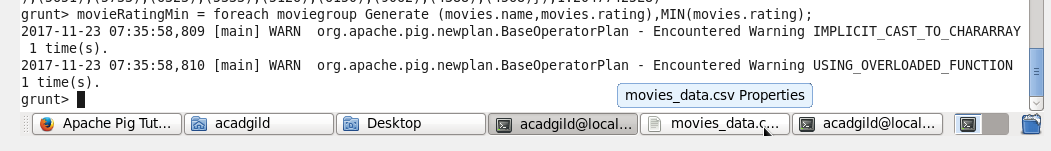 grunt> movieRatingMin = foreach moviegroup Generate (movies.name,movies.rating),MIN(movies.rating);
2017-11-23 07:35:58,809 [main] WARN  org.apache.pig.newplan.BaseOperatorPlan - Encountered Warning IMPLICIT_CAST_TO_CHARARRAY
 1 time(s).
2017-11-23 07:35:58,810 [main] WARN  org.apache.pig.newplan.BaseOperatorPlan - Encountered Warning USING_OVERLOADED_FUNCTION
1 time(s).
grunt>
movies_data.csv Properties
Apache Pig Tut... acadgild Desktop acadgild@local... movies_data.c... acadgild@local...